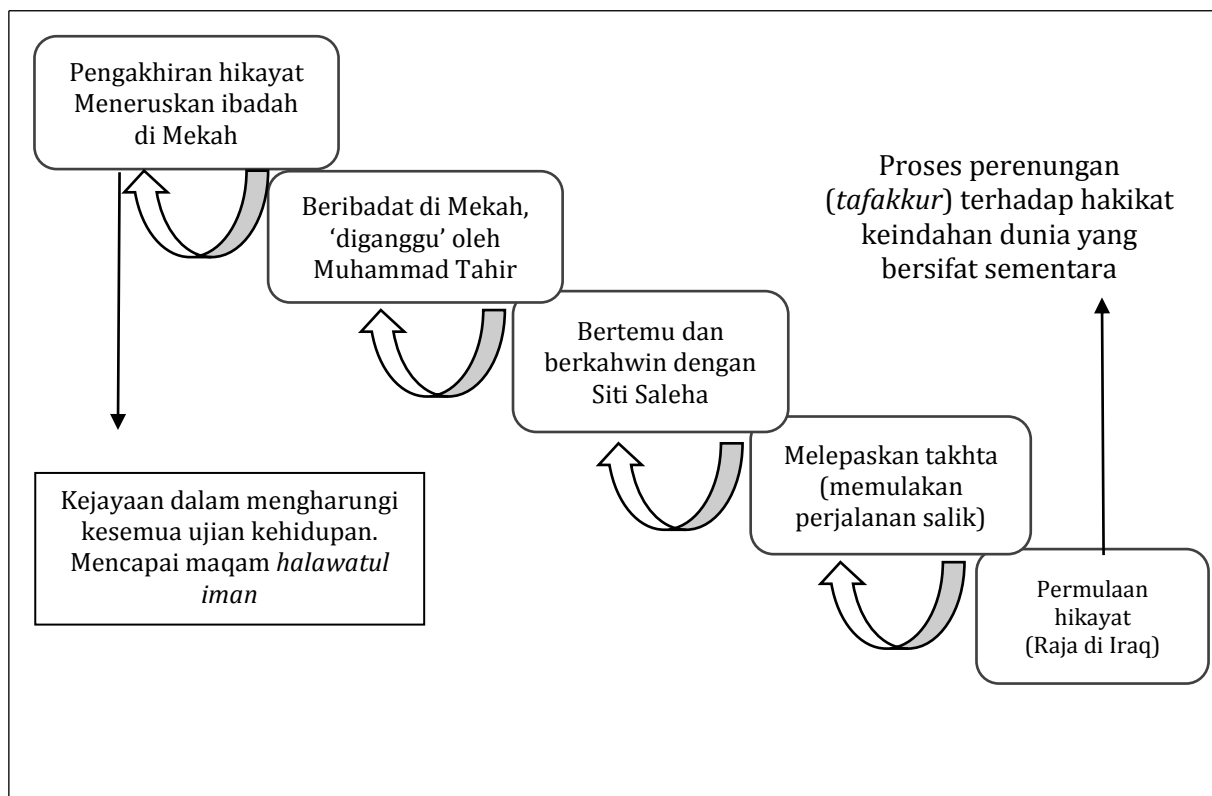 Pengakhiran hikayat
Meneruskan ibadah
di Mekah
Beribadat di Mekah,
‘diganggu’ oleh
Muhammad Tahir
Proses perenungan
(tafakkur) terhadap hakikat
keindahan dunia yang
bersifat sementara
Bertemu dan
berkahwin dengan
Siti Saleha
Melepaskan takhta
(memulakan
perjalanan salik)
Kejayaan dalam mengharungi
kesemua ujian kehidupan.
Mencapai maqam halawatul
iman
Permulaan
hikayat
(Raja di Iraq)